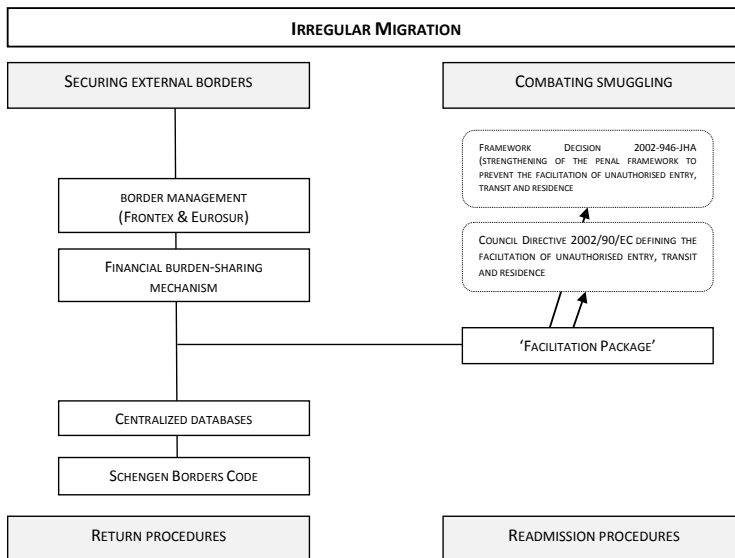 IRREGULAR MIGRATION
SECURING EXTERNAL BORDERS
COMBATING SMUGGLING
FRAMEWORK DECISION 2002-946-JHA
(STRENGTHENING OF THE PENAL FRAMEWORK TO
PREVENT THE FACILITATION OF UNAUTHORISED ENTRY,
TRANSIT AND RESIDENCE
BORDER MANAGEMENT
(FRONTEX & EUROSUR)
COUNCIL DIRECTIVE 2002/90/EC DEFINING THE
FACILITATION OF UNAUTHORISED ENTRY, TRANSIT
AND RESIDENCE
FINANCIAL BURDEN-SHARING
MECHANISM
‘FACILITATION PACKAGE’
CENTRALIZED DATABASES
SCHENGEN BORDERS CODE
RETURN PROCEDURES
READMISSION PROCEDURES